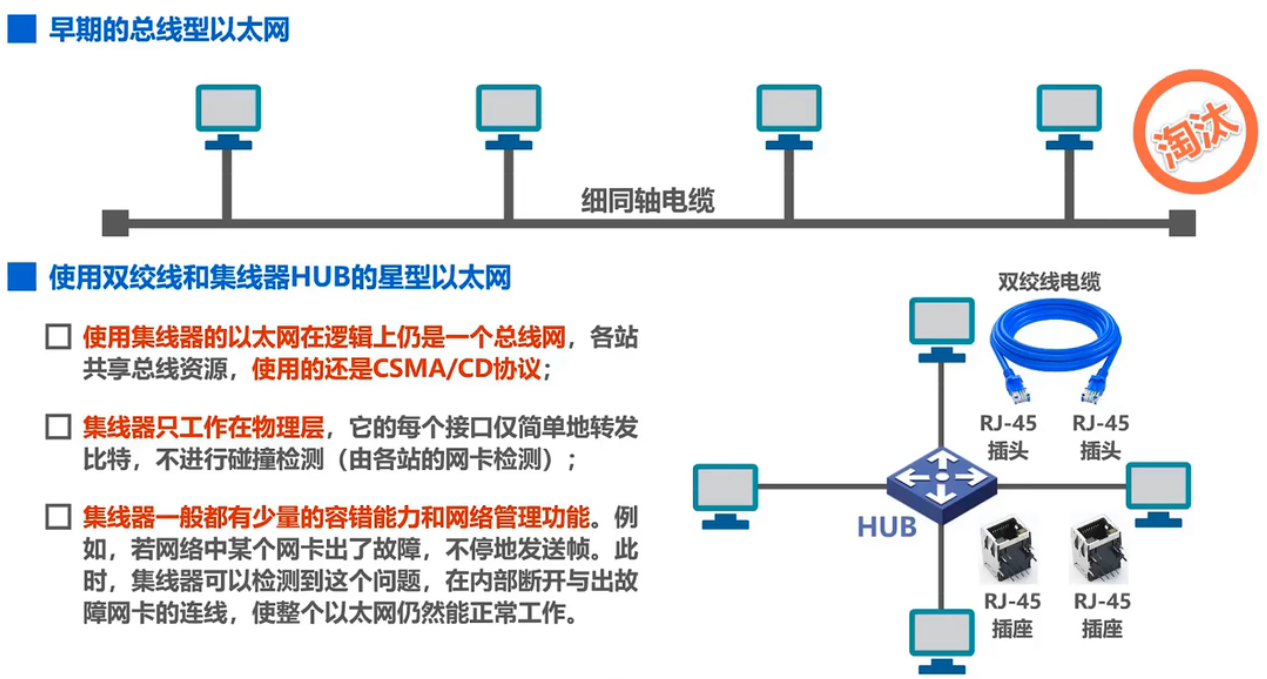 早期的总线型以太网
淘汰
细同轴电缆
使用双绞线和集线器HUB的星型以太网
使用集线器的以太网在逻辑上仍是一个总线网，各站
共享总线资源，使用的还是CSMA/CD协议；
集线器只工作在物理层，它的每个接口仅简单地转发
比特，不进行碰撞检测（由各站的网卡检测）；
集线器一般都有少量的容错能力和网络管理功能。例
如，若网络中某个网卡出了故障，不停地发送帧。此
时，集线器可以检测到这个问题，在内部断开与出故
障网卡的连线，使整个以太网仍然能正常工作。
双绞线电缆
RJ-45
插头
RJ-45
插头
HUB
RJ-45
插座
RJ-45
插座